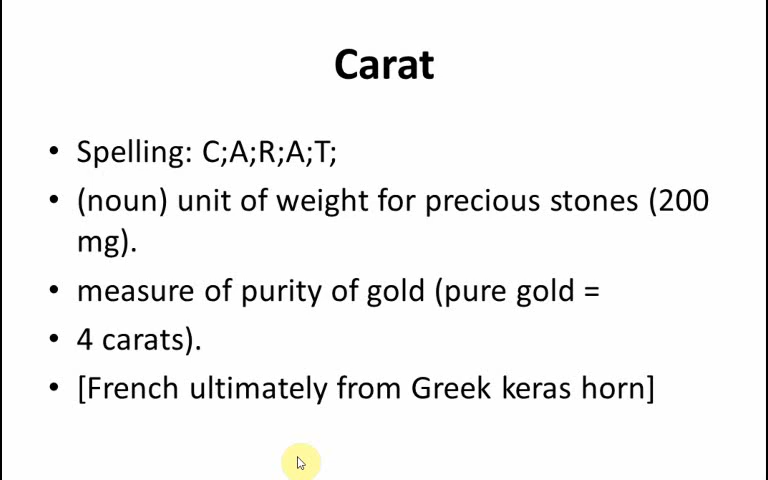 Carat
• Spelling: C;A;R;A;T;
• (noun) unit of weight for precious stones (200
mg).
• measure of purity of gold (pure gold =
• 4 carats).
• [French ultimately from Greek keras horn]